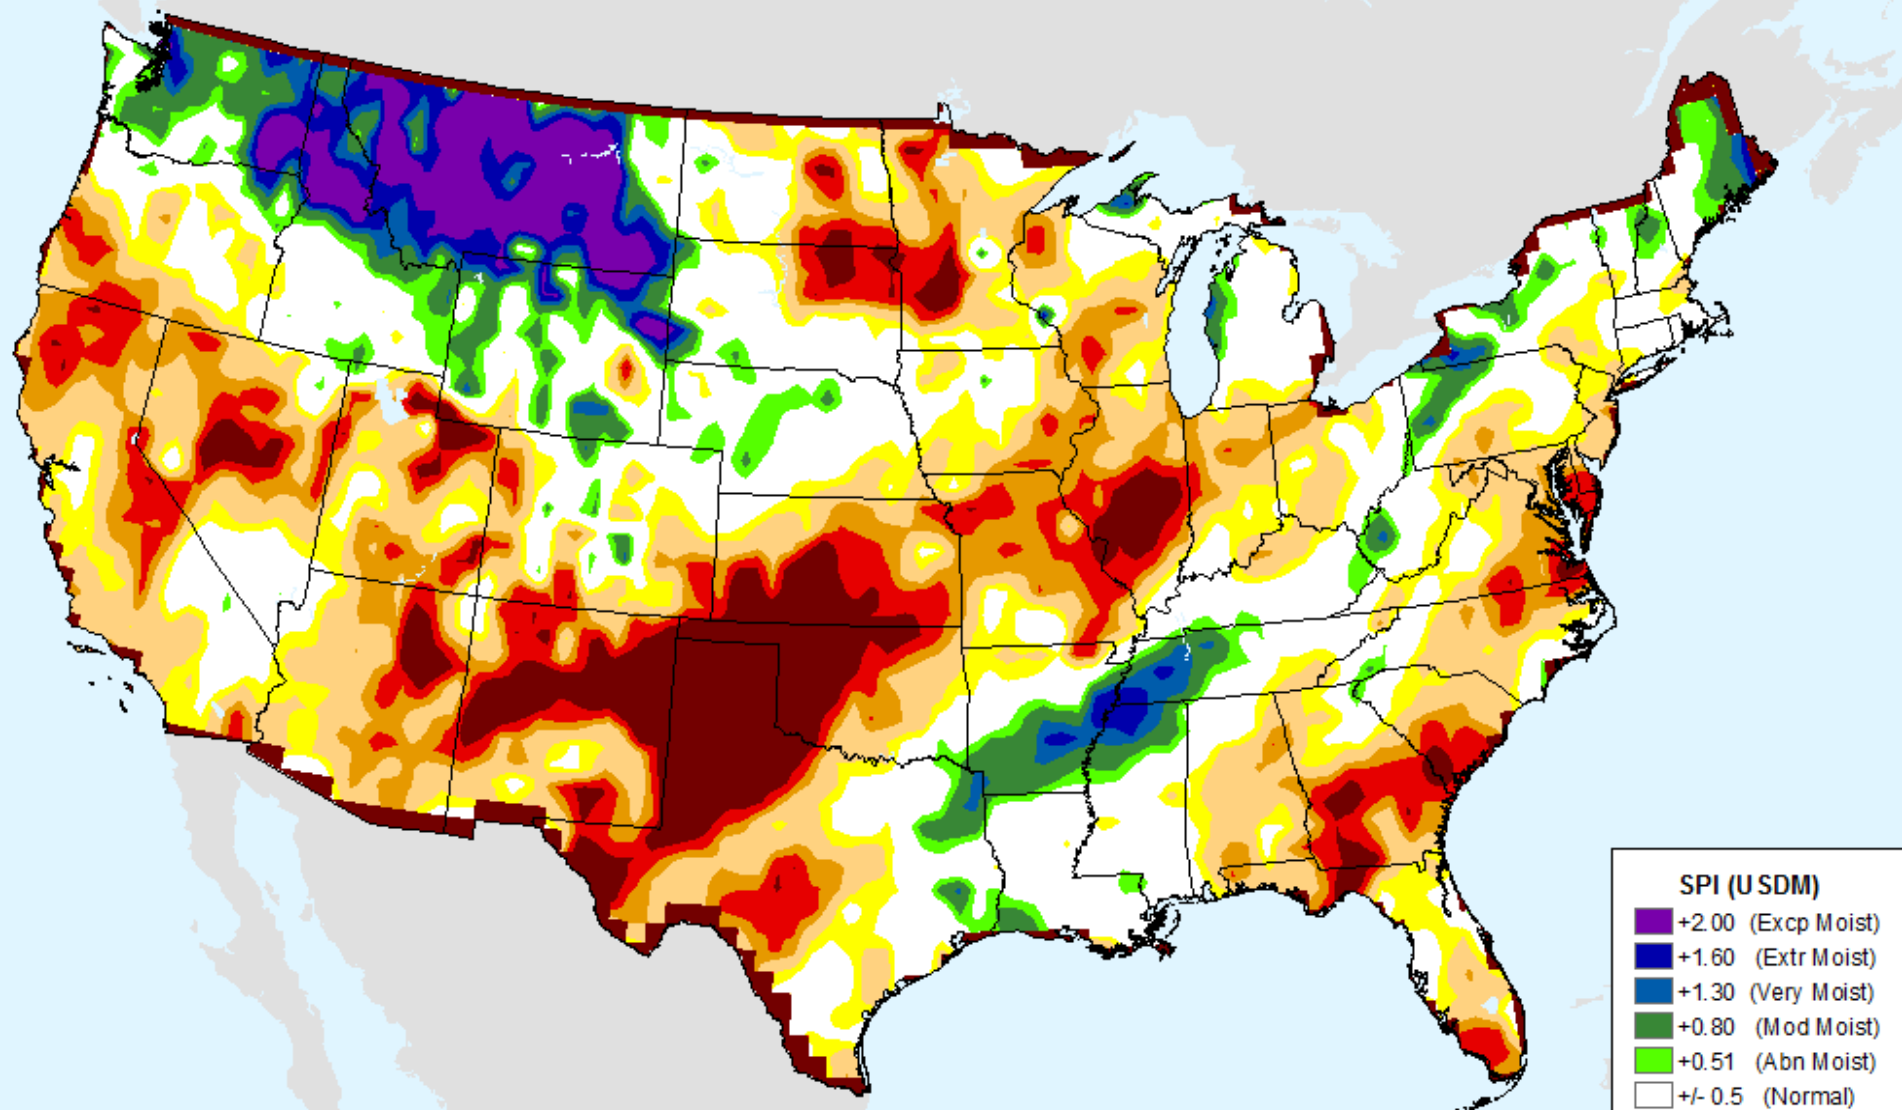 SPI (USDM)
+2.00 (Excp Moist)
+1.60 (Extr Moist)
+1.30 (Very Moist)
+0.80 (Mod Moist)
+0.51 (Abn Moist)
+/- 0.5 (Normal)